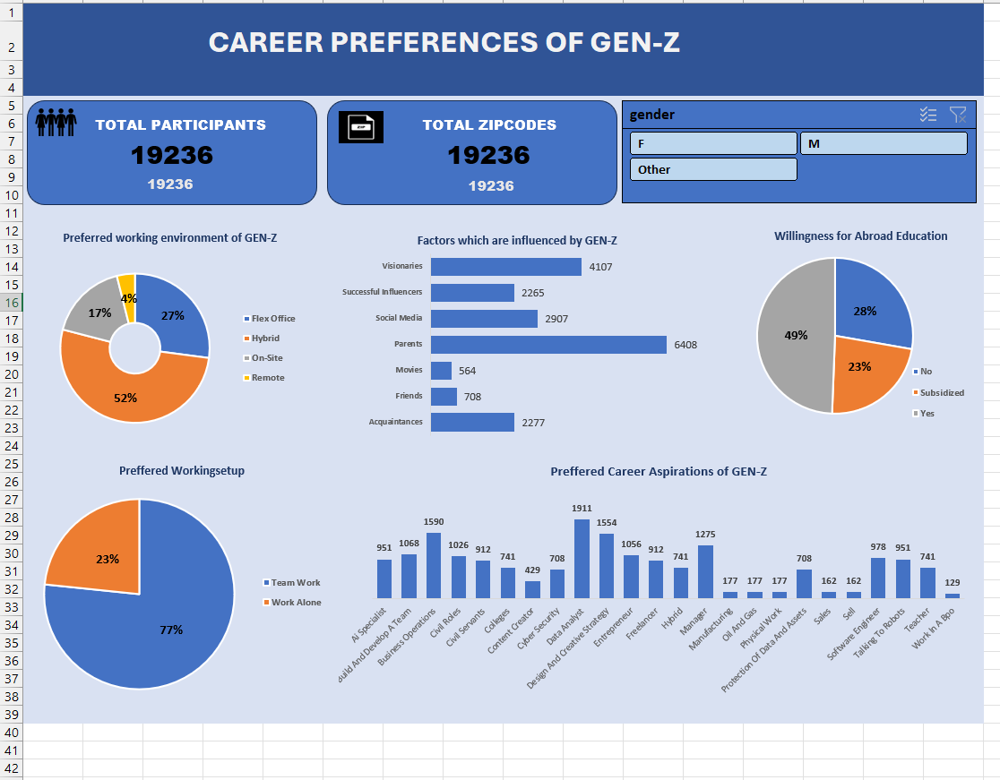 CAREER PREFERENCES OF GEN-Z
TOTAL PARTICIPANTS
19236
19236
ZIP
TOTAL ZIPCODES
19236
19236
gender
F
M
Other
Preferred working environment of GEN-Z
27%
52%
17%
4%
Flex Office
Hybrid
On-Site
Remote
Factors which are influenced by GEN-Z
Visionaries 4107
Successful Influencers 2265
Social Media 2907
Parents 6408
Movies 564
Friends 708
Acquaintances 2277
Willingness for Abroad Education
28%
23%
49%
No
Subsidized
Yes
Preffered Workingsetup
23%
77%
Team Work
Work Alone
Preffered Career Aspirations of GEN-Z
951
1068
1590
1026
912
741
429
708
1911
1554
1056
912
741
1275
177
177
177
708
162
162
978
951
741
129
AI Specialist
uild And Develop A Team
Business Operations
Civil Roles
Civil Servants
Colleges
Content Creator
Cyber Security
Data Analyst
Design And Creative Strategy
Entrepreneur
Freelancer
Hybrid
Manager
Manufacturing
Oil And Gas
Physical Work
Protection Of Data And Assets
Sales
Sell
Software Engineer
Talking To Robots
Teacher
Work In A Bpo
1
2
3
4
5
6
7
8
9
10
11
12
13
14
15
16
17
18
19
20
21
22
23
24
25
26
27
28
29
30
31
32
33
34
35
36
37
38
39
40
41
42